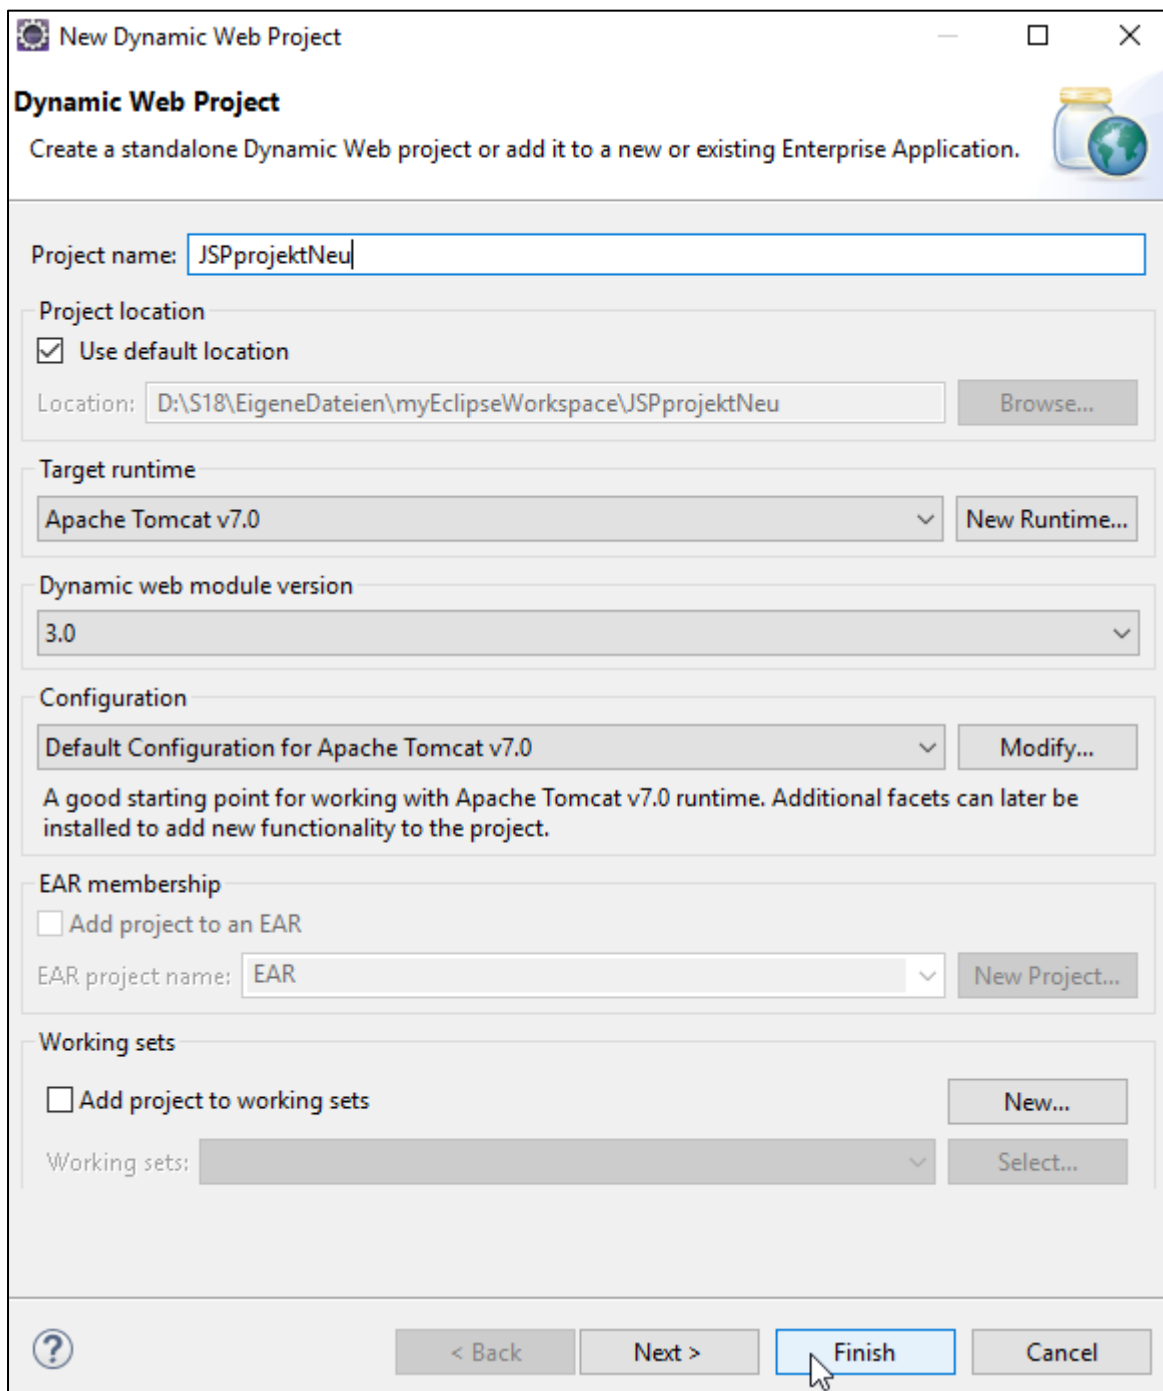 New Dynamic Web Project
Dynamic Web Project
Create a standalone Dynamic Web project or add it to a new or existing Enterprise Application.
Project name: JSPprojektNeu
Project location
Use default location
Location: D:\S18\EigeneDateien\myEclipseWorkspace\JSPprojektNeu Browse...
Target runtime
Apache Tomcat v7.0 New Runtime...
Dynamic web module version
3.0
Configuration
Default Configuration for Apache Tomcat v7.0 Modify...
A good starting point for working with Apache Tomcat v7.0 runtime. Additional facets can later be
installed to add new functionality to the project.
EAR membership
Add project to an EAR
EAR project name: EAR New Project...
Working sets
Add project to working sets New...
Working sets: Select...
? < Back Next > Finish Cancel